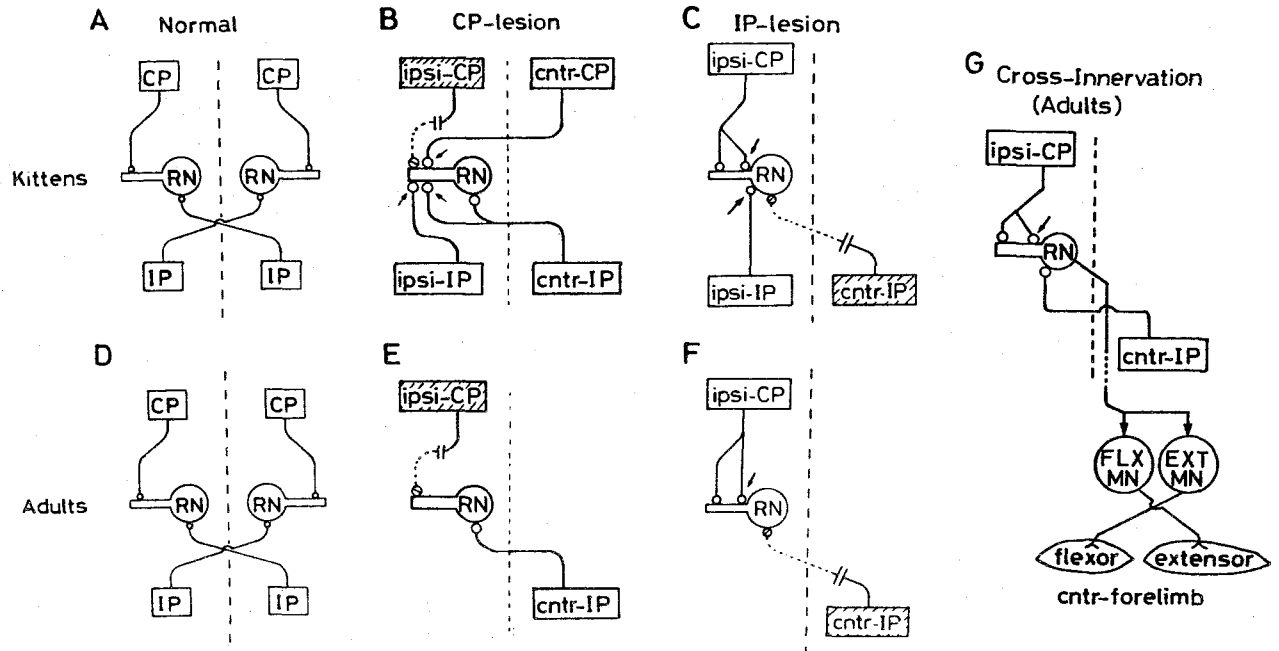 A
Normal
CP
CP
RN
RN
IP
IP
Kittens
B
CP-lesion
ipsi-CP
cntr-CP
RN
ipsi-IP
cntr-IP
C
IP-lesion
ipsi-CP
RN
ipsi-IP
cntr-IP
D
CP
CP
RN
RN
IP
IP
Adults
E
ipsi-CP
RN
cntr-IP
F
ipsi-CP
RN
cntr-IP
G
Cross-Innervation
(Adults)
ipsi-CP
RN
cntr-IP
FLX
MN
EXT
MN
flexor
extensor
cntr-forelimb